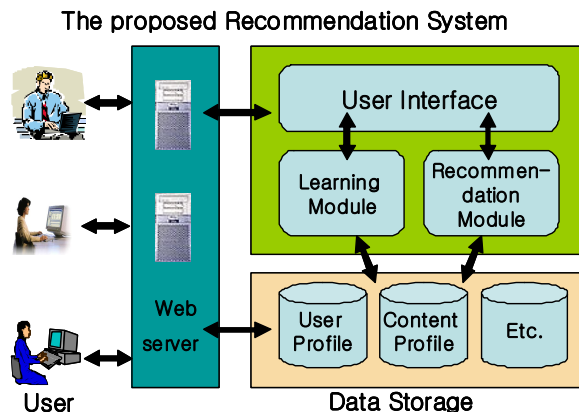 The proposed Recommendation System
User Interface
Learning
Module
Recommen-
dation
Module
Web
server
User
Profile
Content
Profile
Etc.
User
Data Storage